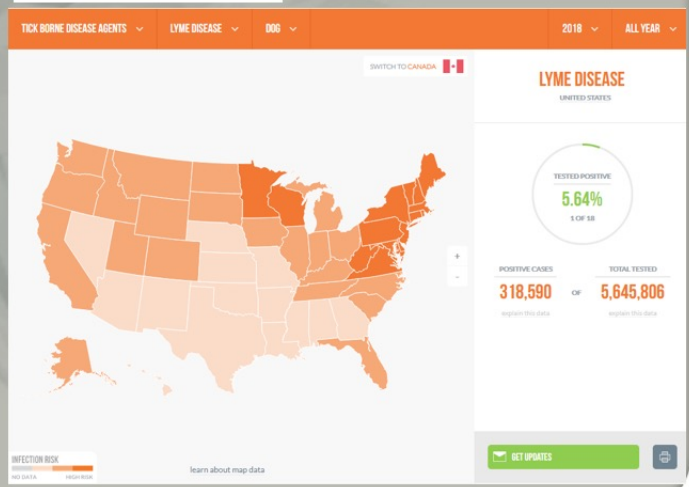 TICK BORNE DISEASE AGENTS LYME DISEASE DOG 2018 ALL YEAR
SWITCH TO CANADA
LYME DISEASE
UNITED STATES
TESTED POSITIVE
5.64%
1 OF 18
POSITIVE CASES TOTAL TESTED
318,590 OF 5,645,806
explain this data explain this data
+
-
INFECTION RISK
NO DATA HIGH RISK
learn about map data
GET UPDATES